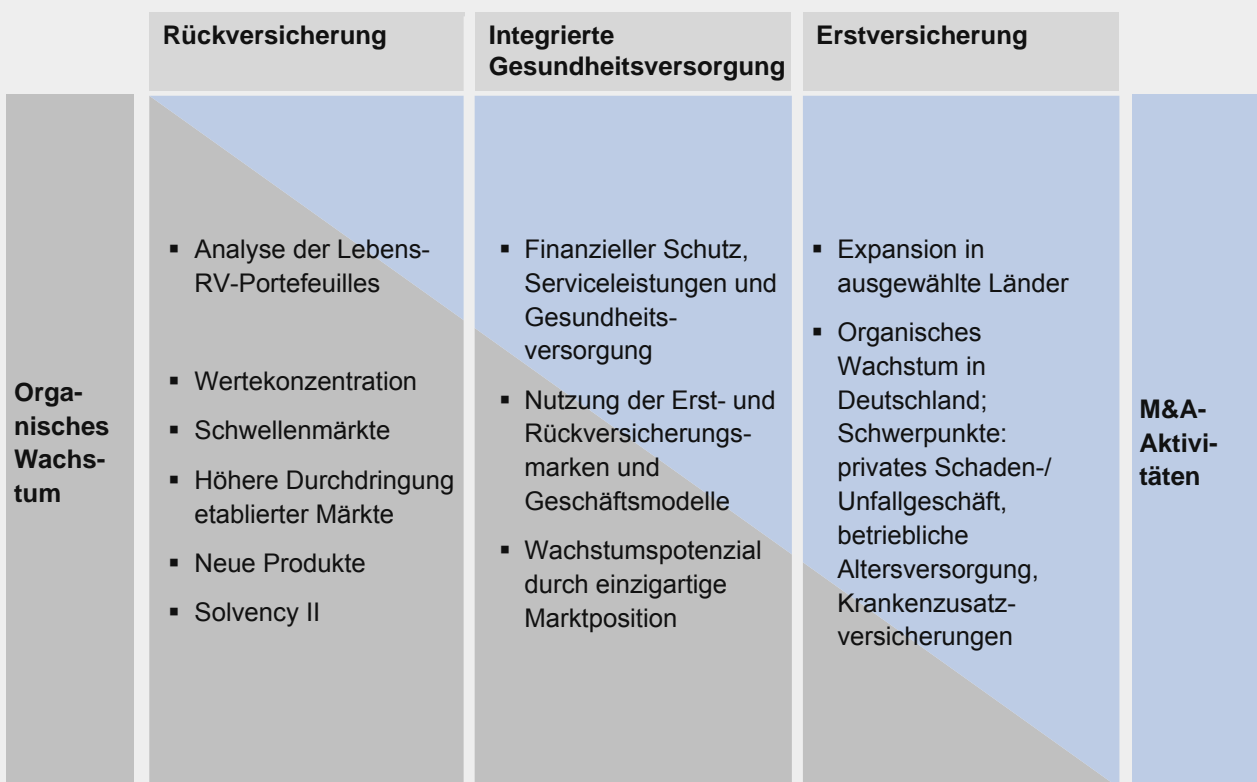 Rückversicherung
Integrierte
Gesundheitsversorgung
Erstversicherung
Orga-
nisches
Wachs-
tum
▪ Analyse der Lebens-
RV-Portefeuilles
▪ Wertekonzentration
▪ Schwellenmärkte
▪ Höhere Durchdringung
etablierter Märkte
▪ Neue Produkte
▪ Solvency II
▪ Finanzieller Schutz,
Serviceleistungen und
Gesundheits-
versorgung
▪ Nutzung der Erst- und
Rückversicherungs-
marken und
Geschäftsmodelle
▪ Wachstumspotenzial
durch einzigartige
Marktposition
▪ Expansion in
ausgewählte Länder
▪ Organisches
Wachstum in
Deutschland;
Schwerpunkte:
privates Schaden-/
Unfallgeschäft,
betriebliche
Altersversorgung,
Krankenzusatz-
versicherungen
M&A-
Aktivi-
täten